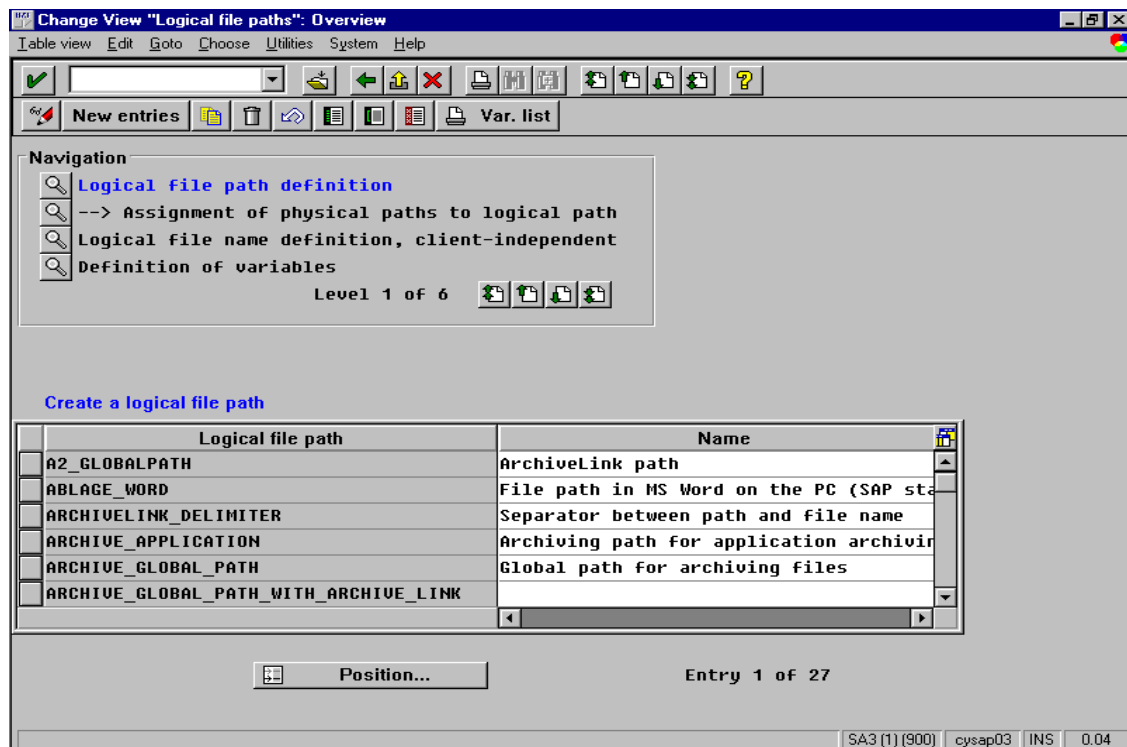 Change View "Logical file paths": Overview
Table view Edit Goto Choose Utilities System Help
New entries Var. list
Navigation
Logical file path definition
--> Assignment of physical paths to logical path
Logical file name definition, client-independent
Definition of variables
Level 1 of 6
Create a logical file path
Logical file path Name
A2_GLOBALPATH ArchiveLink path
ABLAGE_WORD File path in MS Word on the PC (SAP sta
ARCHIVELINK_DELIMITER Separator between path and file name
ARCHIVE_APPLICATION Archiving path for application archivin
ARCHIVE_GLOBAL_PATH Global path for archiving files
ARCHIVE_GLOBAL_PATH_WITH_ARCHIVE_LINK
Position... Entry 1 of 27
SA3 (1) (900) cysap03 INS 0.04